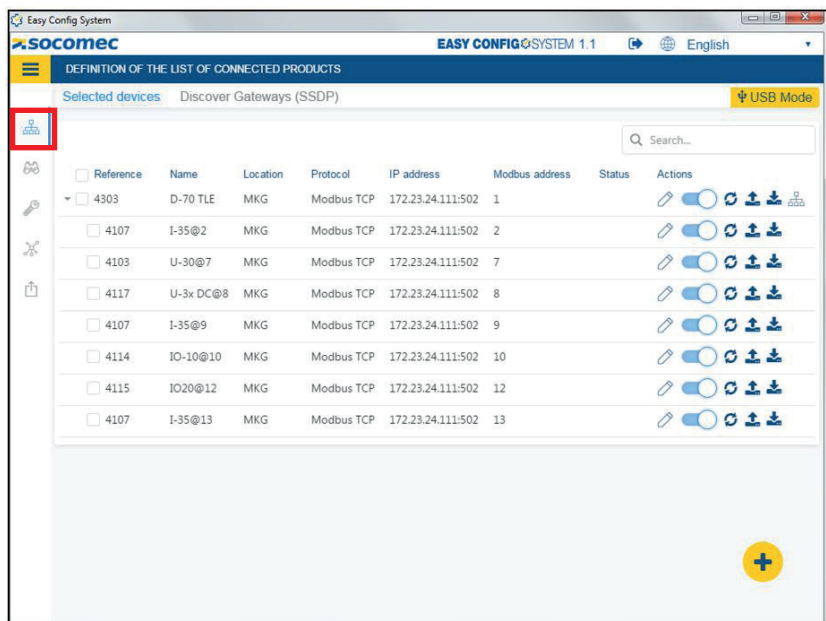 Easy Config System
socomec EASY CONFIG SYSTEM 1.1 English
DEFINITION OF THE LIST OF CONNECTED PRODUCTS
Selected devices Discover Gateways (SSDP) USB Mode
Search...
Reference Name Location Protocol IP address Modbus address Status Actions
4303 D-70 TLE MKG Modbus TCP 172.23.24.111:502 1
4107 I-35@2 MKG Modbus TCP 172.23.24.111:502 2
4103 U-30@7 MKG Modbus TCP 172.23.24.111:502 7
4117 U-3x DC@8 MKG Modbus TCP 172.23.24.111:502 8
4107 I-35@9 MKG Modbus TCP 172.23.24.111:502 9
4114 IO-10@10 MKG Modbus TCP 172.23.24.111:502 10
4115 IO20@12 MKG Modbus TCP 172.23.24.111:502 12
4107 I-35@13 MKG Modbus TCP 172.23.24.111:502 13